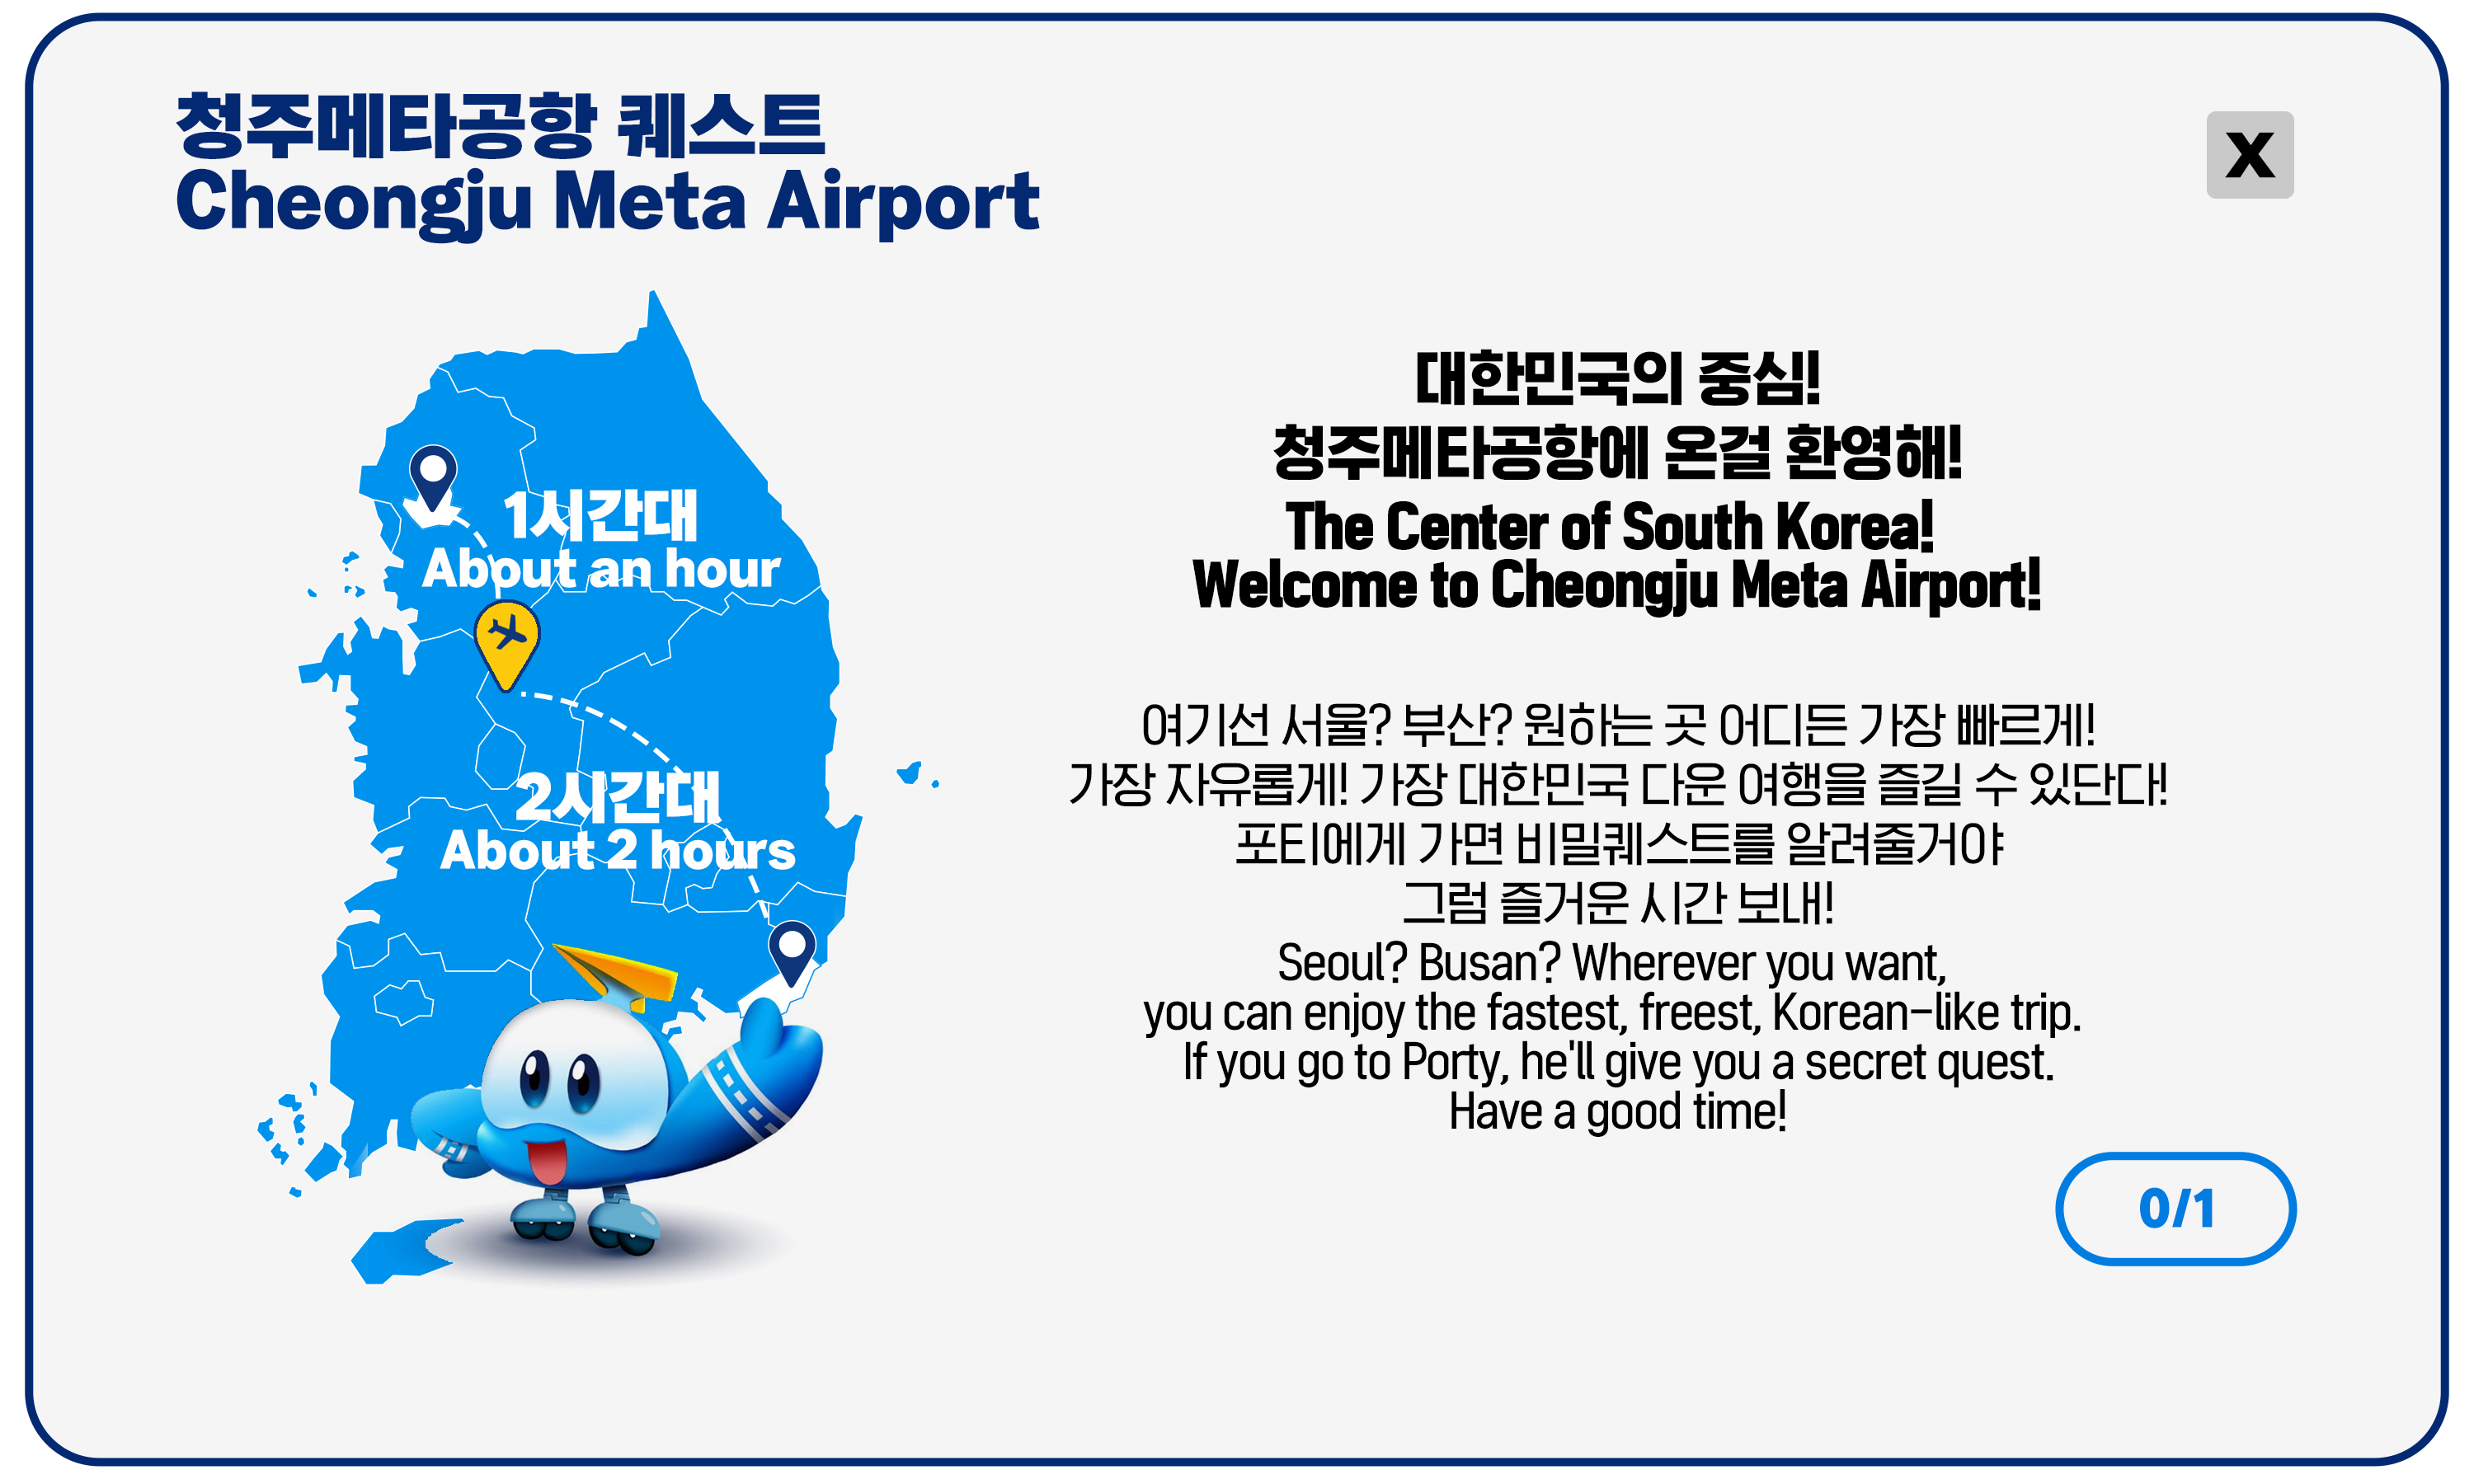 청주메타공항 퀘스트
Cheongju Meta Airport
X
1시간대
About an hour
2시간대
About 2 hours
대한민국의 중심!
청주메타공항에 온걸 환영해!
The Center of South Korea!
Welcome to Cheongju Meta Airport!
여기선 서울? 부산? 원하는 곳 어디든 가장 빠르게!
가장 자유롭게! 가장 대한민국 다운 여행을 즐길 수 있단다!
포티에게 가면 비밀퀘스트를 알려줄거야
그럼 즐거운 시간 보내!
Seoul? Busan? Wherever you want,
you can enjoy the fastest, freest, Korean-like trip.
If you go to Porty, he'll give you a secret quest.
Have a good time!
0/1